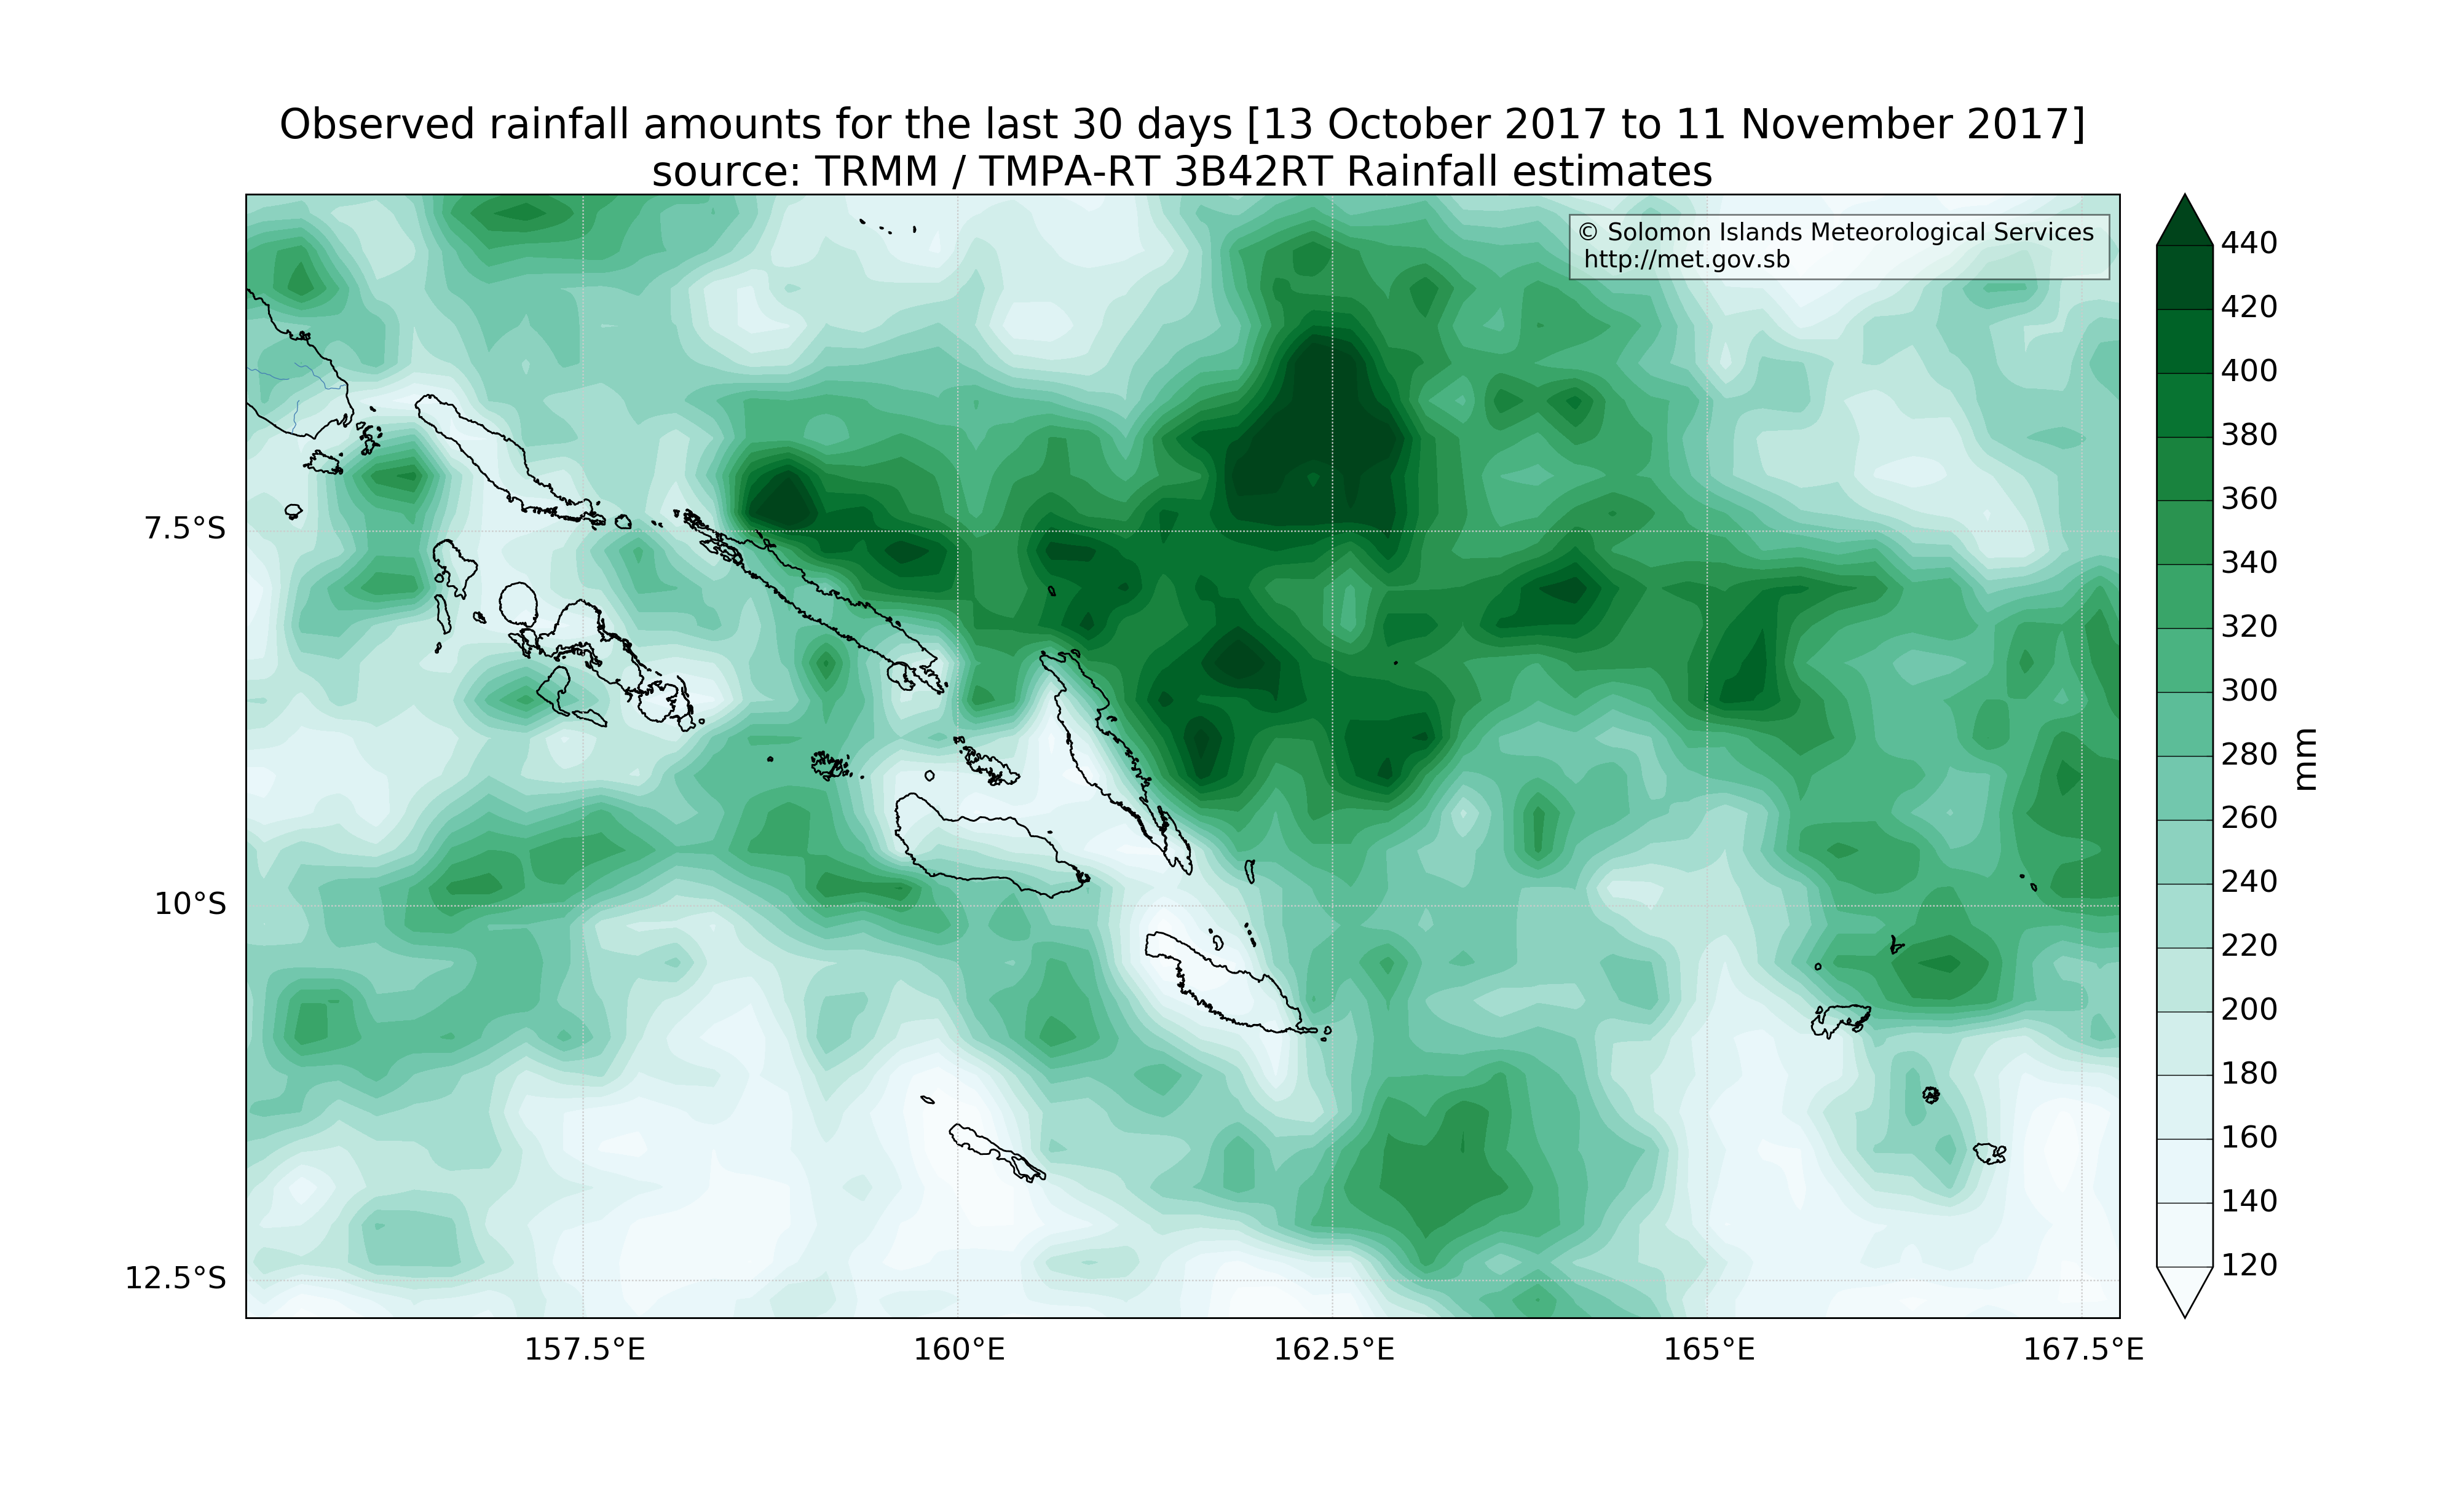 Observed rainfall amounts for the last 30 days [13 October 2017 to 11 November 2017]
source: TRMM / TMPA-RT 3B42RT Rainfall estimates
© Solomon Islands Meteorological Services
http://met.gov.sb
7.5°S
10°S
12.5°S
157.5°E
160°E
162.5°E
165°E
167.5°E
440
420
400
380
360
340
320
300
280
260
240
220
200
180
160
140
120
mm